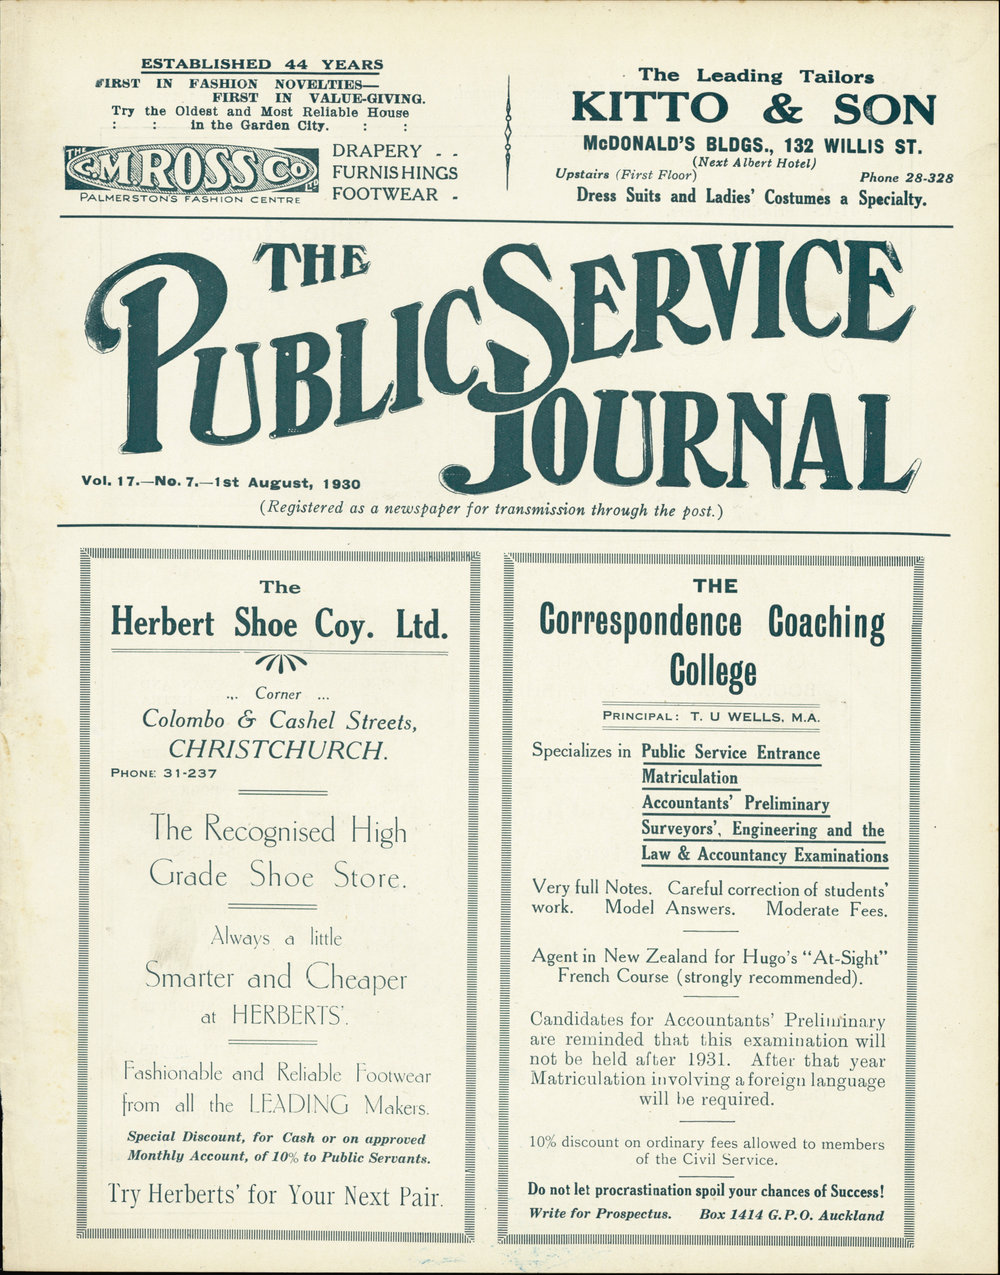 ESTABLISHED 44 YEARS
FIRST IN FASHION NOVELTIES—
FIRST IN VALUE-GIVING.
Try the Oldest and Most Reliable House
: : in the Garden City. : :
THE C.M. ROSS CO LTD
PALMERSTON'S FASHION CENTRE
DRAPERY - -
FURNISHINGS
FOOTWEAR -
The Leading Tailors
KITTO & SON
McDONALD'S BLDGS., 132 WILLIS ST.
(Next Albert Hotel)
Upstairs (First Floor) Phone 28-328
Dress Suits and Ladies' Costumes a Specialty.
THE
PUBLIC SERVICE
JOURNAL
Vol. 17.—No. 7.—1st August, 1930
(Registered as a newspaper for transmission through the post.)
The
Herbert Shoe Coy. Ltd.
... Corner ...
Colombo & Cashel Streets,
CHRISTCHURCH.
PHONE 31-237
The Recognised High
Grade Shoe Store.
Always a little
Smarter and Cheaper
at HERBERTS'.
Fashionable and Reliable Footwear
from all the LEADING Makers.
Special Discount, for Cash or on approved
Monthly Account, of 10% to Public Servants.
Try Herberts' for Your Next Pair.
THE
Correspondence Coaching
College
PRINCIPAL: T. U WELLS, M.A.
Specializes in Public Service Entrance
Matriculation
Accountants' Preliminary
Surveyors', Engineering and the
Law & Accountancy Examinations
Very full Notes. Careful correction of students'
work. Model Answers. Moderate Fees.
Agent in New Zealand for Hugo's "At-Sight"
French Course (strongly recommended).
Candidates for Accountants' Preliminary
are reminded that this examination will
not be held after 1931. After that year
Matriculation involving a foreign language
will be required.
10% discount on ordinary fees allowed to members
of the Civil Service.
Do not let procrastination spoil your chances of Success!
Write for Prospectus. Box 1414 G.P.O. Auckland